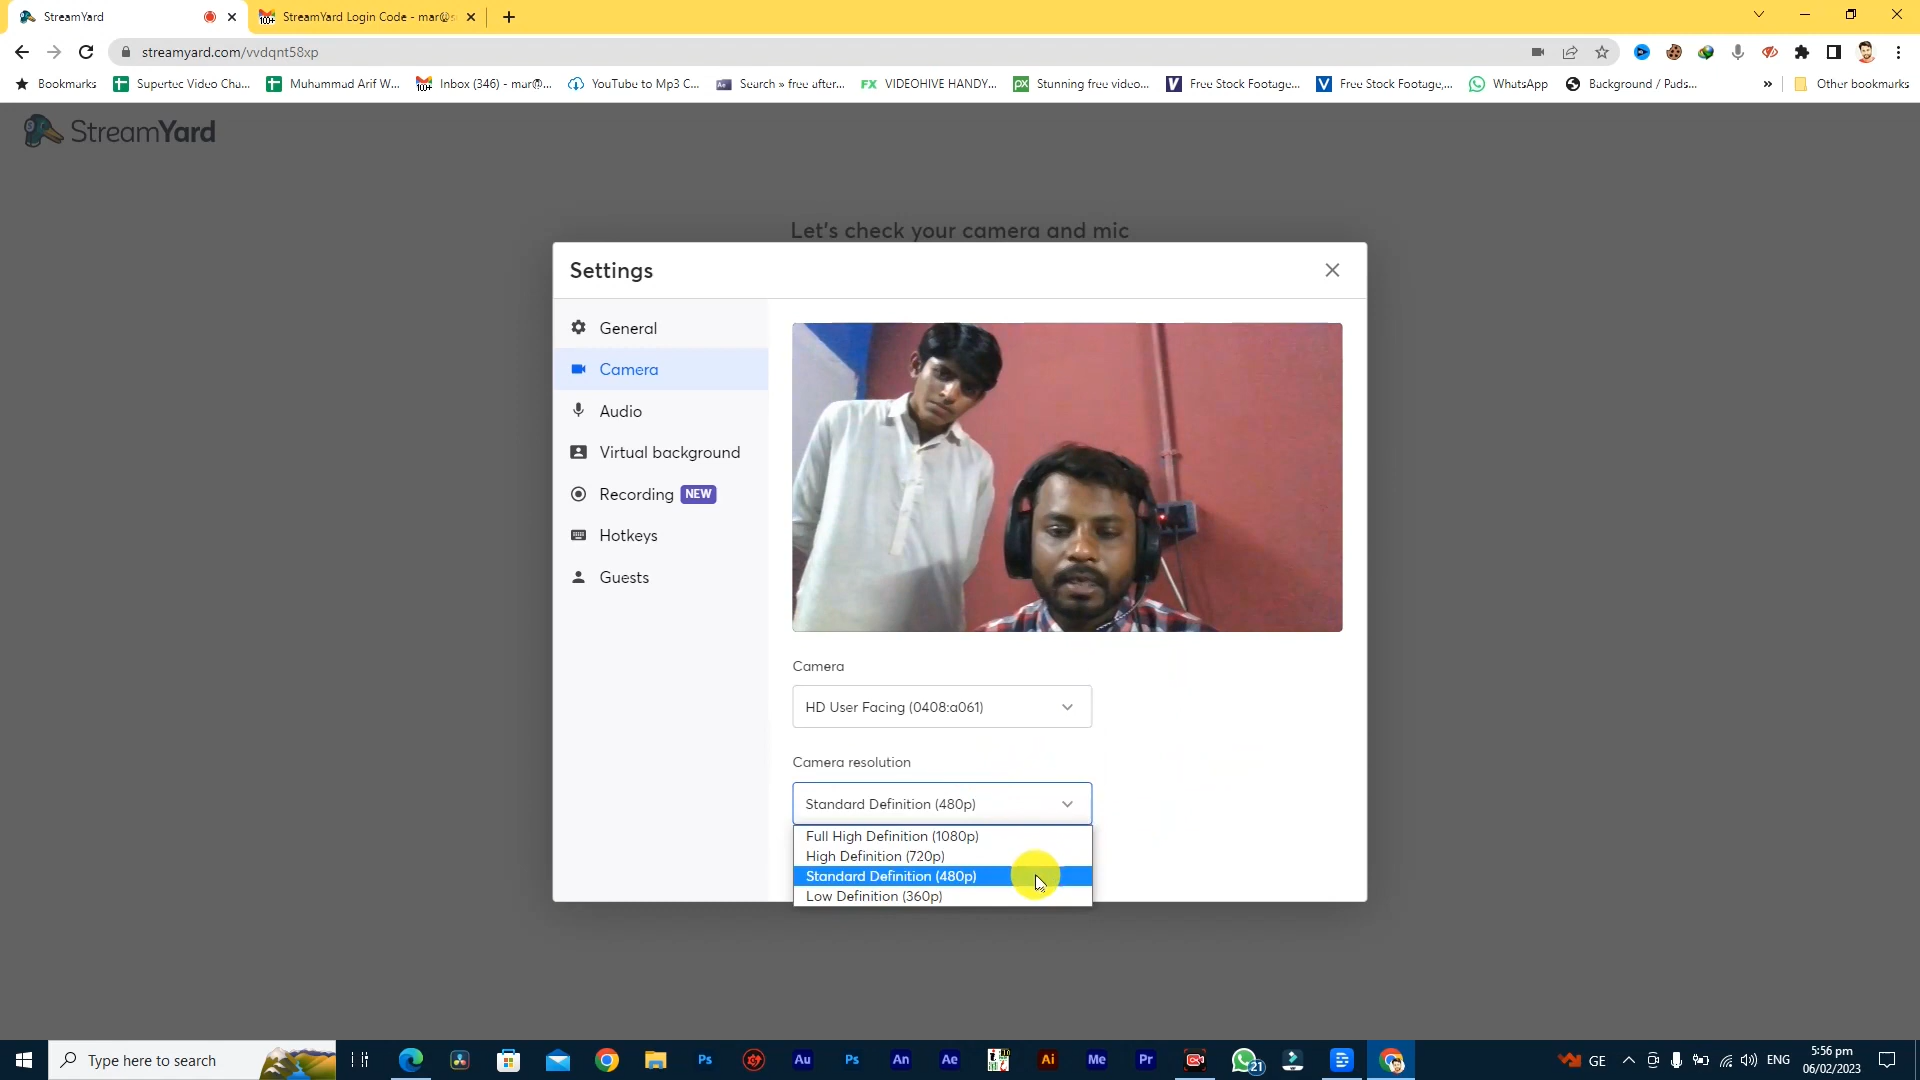 StreamYard
StreamYard Login Code - mar@s
streamyard.com/vvdqnt58xp
Bookmarks
Supertec Video Cha...
Muhammad Arif W...
Inbox (346) - mar@...
YouTube to Mp3 C...
Search » free after...
VIDEOHIVE HANDY...
Stunning free video...
Free Stock Footage...
Free Stock Footage,...
WhatsApp
Background / Pads...
»
Other bookmarks
StreamYard
Let's check your camera and mic
Settings
General
Camera
Audio
Virtual background
Recording NEW
Hotkeys
Guests
Camera
HD User Facing (0408:a061)
Camera resolution
Standard Definition (480p)
Full High Definition (1080p)
High Definition (720p)
Standard Definition (480p)
Low Definition (360p)
Type here to search
Ps
Au
Ps
An
Ae
Ai
Me
Pr
21
GE
ENG
5:56 pm
06/02/2023